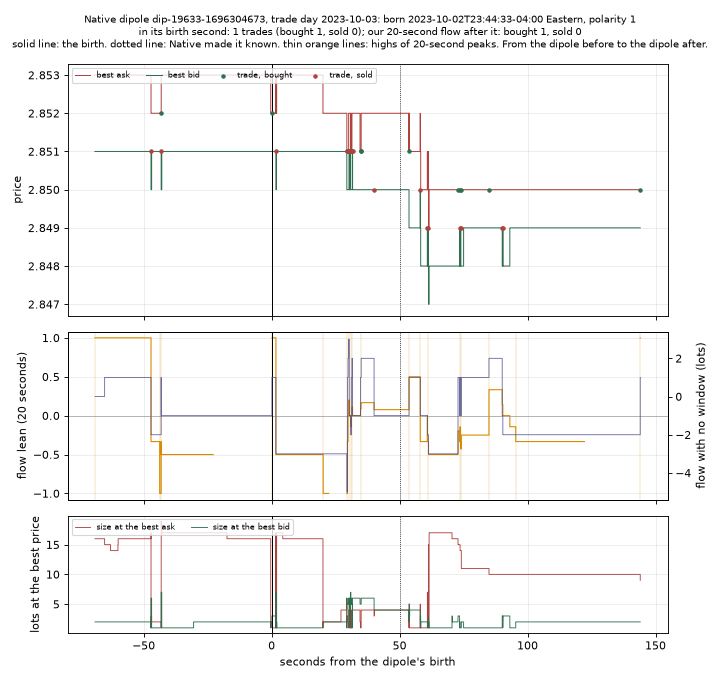 Native dipole dip-19633-1696304673, trade day 2023-10-03: born 2023-10-02T23:44:33-04:00 Eastern, polarity 1
in its birth second: 1 trades (bought 1, sold 0); our 20-second flow after it: bought 1, sold 0
solid line: the birth. dotted line: Native made it known. thin orange lines: highs of 20-second peaks. From the dipole before to the dipole after.
best ask
best bid
trade, bought
trade, sold
2.853
2.852
2.851
2.850
2.849
2.848
2.847
price
1.0
0.5
0.0
−0.5
−1.0
flow lean (20 seconds)
2
0
−2
−4
flow with no window (lots)
size at the best ask
size at the best bid
15
10
5
lots at the best price
−50
0
50
100
150
seconds from the dipole's birth